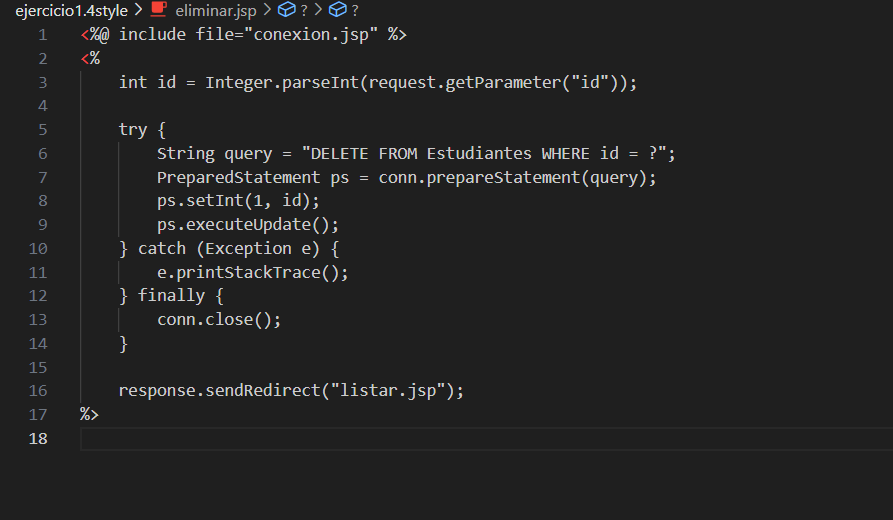 ejercicio1.4style > eliminar.jsp > ? > ?
1 <%@ include file="conexion.jsp" %>
2 <%
3     int id = Integer.parseInt(request.getParameter("id"));
4
5     try {
6         String query = "DELETE FROM Estudiantes WHERE id = ?";
7         PreparedStatement ps = conn.prepareStatement(query);
8         ps.setInt(1, id);
9         ps.executeUpdate();
10     } catch (Exception e) {
11         e.printStackTrace();
12     } finally {
13         conn.close();
14     }
15
16     response.sendRedirect("listar.jsp");
17 %>
18